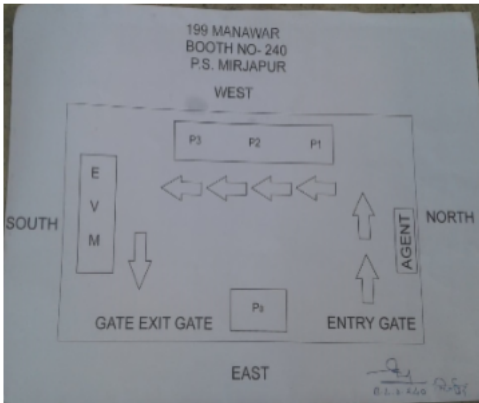 199 MANAWAR
BOOTH NO- 240
P.S. MIRJAPUR
WEST
P3 P2 P1
E
V
M
SOUTH
NORTH
AGENT
GATE EXIT GATE
ENTRY GATE
EAST